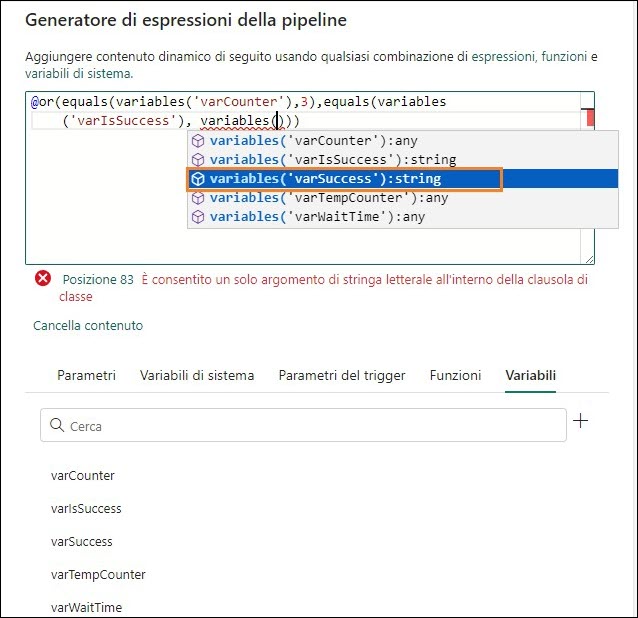 Generatore di espressioni della pipeline
Aggiungere contenuto dinamico di seguito usando qualsiasi combinazione di espressioni, funzioni e
variabili di sistema.
@or(equals(variables('varCounter'),3),equals(variables
('varIsSuccess'), variables()))
variables('varCounter'):any
variables('varIsSuccess'):string
variables('varSuccess'):string
variables('varTempCounter'):any
variables('varWaitTime'):any
Posizione 83 È consentito un solo argomento di stringa letterale all'interno della clausola di
classe
Cancella contenuto
Parametri Variabili di sistema Parametri del trigger Funzioni Variabili
Cerca
varCounter
varIsSuccess
varSuccess
varTempCounter
varWaitTime